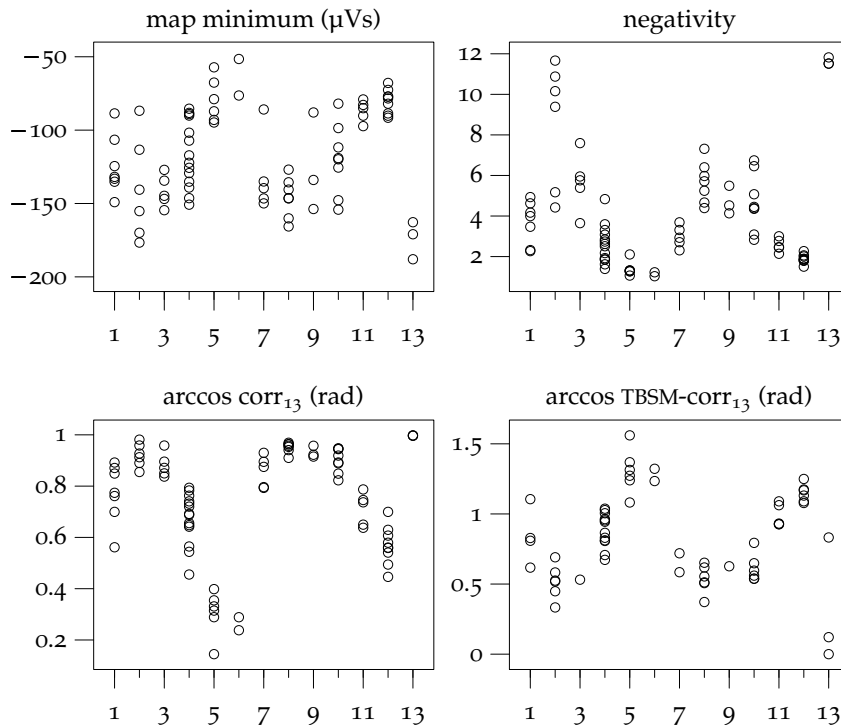 map minimum (µVs)
−50
−100
−150
−200
1 3 5 7 9 11 13
negativity
12
10
8
6
4
2
1 3 5 7 9 11 13
arccos corr₁₃ (rad)
1
0.8
0.6
0.4
0.2
1 3 5 7 9 11 13
arccos TBSM-corr₁₃ (rad)
1.5
1
0.5
0
1 3 5 7 9 11 13